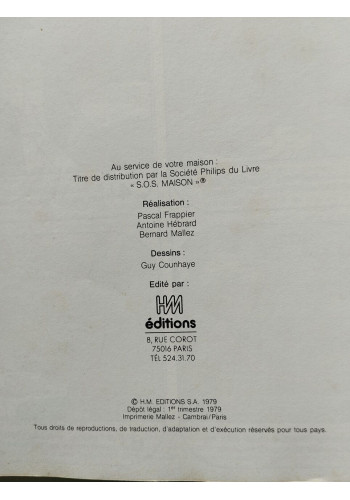 Au service de votre maison :
Titre de distribution par la Société Philips du Livre
« S.O.S. MAISON »®
Réalisation :
Pascal Frappier
Antoine Hébrard
Bernard Mallez
Dessins :
Guy Counhaye
Edité par :
HM
éditions
8, RUE COROT
75016 PARIS
TÉL 524.31.70
© H.M. EDITIONS S.A. 1979
Dépôt légal : 1er trimestre 1979
Imprimerie Mallez - Cambrai/Paris
Tous droits de reproductions, de traduction, d'adaptation et d'exécution réservés pour tous pays.